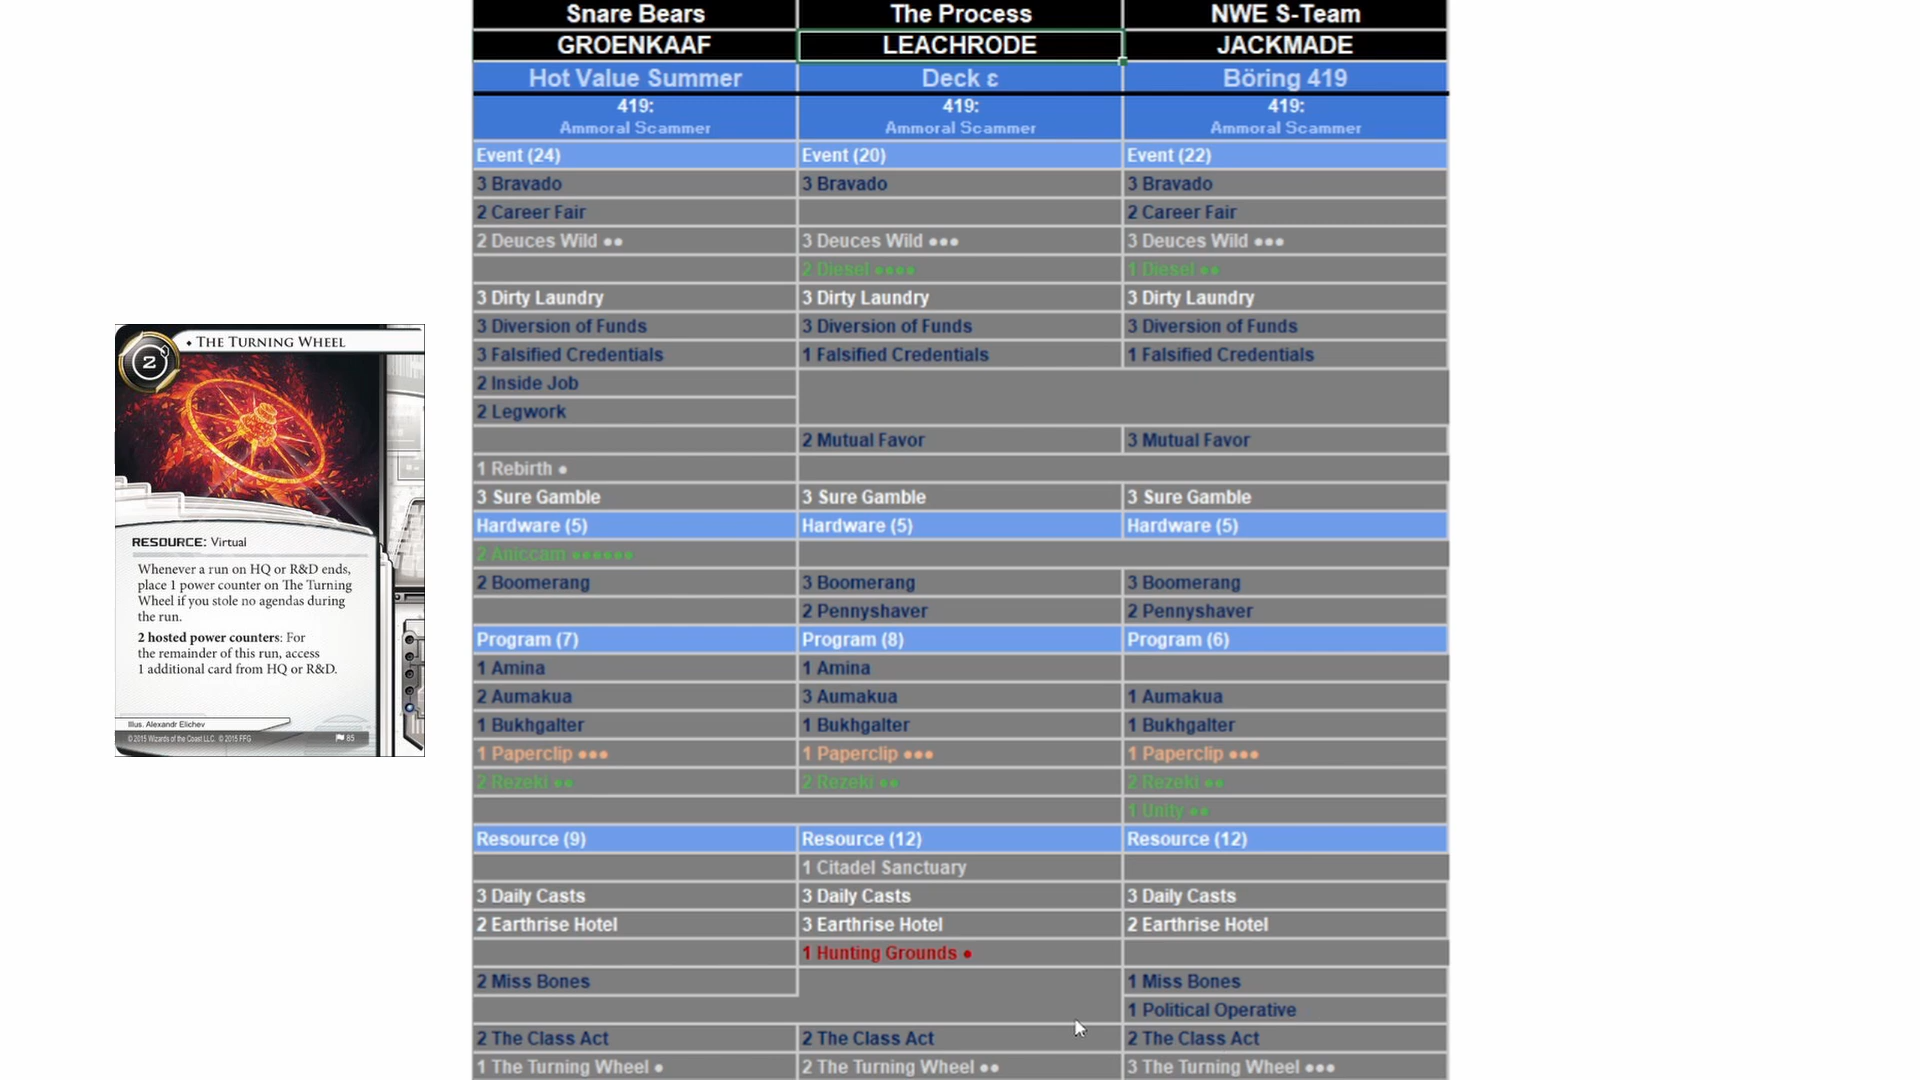 Snare Bears The Process NWE S-Team
GROENKAAF LEACHRODE JACKMADE
Hot Value Summer Deck ε Böring 419
419: 419: 419:
Ammoral Scammer Ammoral Scammer Ammoral Scammer
Event (24) Event (20) Event (22)
3 Bravado 3 Bravado 3 Bravado
2 Career Fair 2 Career Fair
2 Deuces Wild ●● 3 Deuces Wild ●●● 3 Deuces Wild ●●●
2 Diesel ●●●● 1 Diesel ●●
3 Dirty Laundry 3 Dirty Laundry 3 Dirty Laundry
3 Diversion of Funds 3 Diversion of Funds 3 Diversion of Funds
3 Falsified Credentials 1 Falsified Credentials 1 Falsified Credentials
2 Inside Job
2 Legwork
2 Mutual Favor 3 Mutual Favor
1 Rebirth ●
3 Sure Gamble 3 Sure Gamble 3 Sure Gamble
Hardware (5) Hardware (5) Hardware (5)
2 Aniccam ●●●●●●
2 Boomerang 3 Boomerang 3 Boomerang
2 Pennyshaver 2 Pennyshaver
Program (7) Program (8) Program (6)
1 Amina 1 Amina
2 Aumakua 3 Aumakua 1 Aumakua
1 Bukhgalter 1 Bukhgalter 1 Bukhgalter
1 Paperclip ●●● 1 Paperclip ●●● 1 Paperclip ●●●
2 Rezeki ●● 2 Rezeki ●● 2 Rezeki ●●
1 Unity ●●
Resource (9) Resource (12) Resource (12)
1 Citadel Sanctuary
3 Daily Casts 3 Daily Casts 3 Daily Casts
2 Earthrise Hotel 3 Earthrise Hotel 2 Earthrise Hotel
1 Hunting Grounds ●
2 Miss Bones 1 Miss Bones
1 Political Operative
2 The Class Act 2 The Class Act 2 The Class Act
1 The Turning Wheel ● 2 The Turning Wheel ●● 3 The Turning Wheel ●●●
2
♦ THE TURNING WHEEL
RESOURCE: Virtual
Whenever a run on HQ or R&D ends,
place 1 power counter on The Turning
Wheel if you stole no agendas during
the run.
2 hosted power counters: For
the remainder of this run, access
1 additional card from HQ or R&D.
Illus. Alexandr Elichev
© 2015 Wizards of the Coast LLC. © 2015 FFG 85